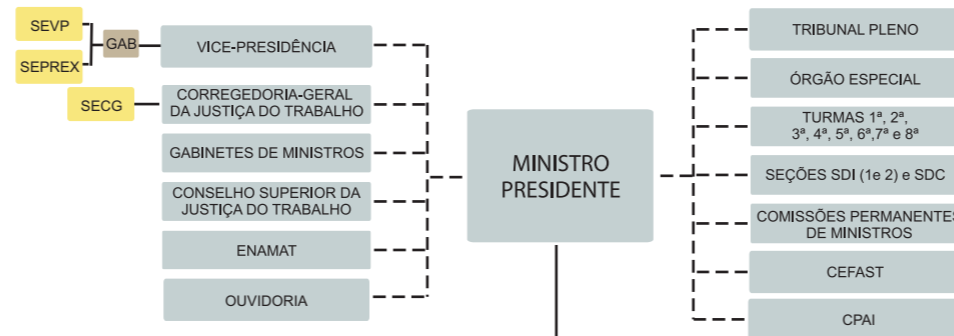 SEVP
SEPREX
GAB
VICE-PRESIDÊNCIA
SECG
CORREGEDORIA-GERAL
DA JUSTIÇA DO TRABALHO
GABINETES DE MINISTROS
CONSELHO SUPERIOR DA
JUSTIÇA DO TRABALHO
ENAMAT
OUVIDORIA
MINISTRO
PRESIDENTE
TRIBUNAL PLENO
ÓRGÃO ESPECIAL
TURMAS 1ª, 2ª,
3ª, 4ª, 5ª, 6ª,7ª e 8ª
SEÇÕES SDI (1e 2) e SDC
COMISSÕES PERMANENTES
DE MINISTROS
CEFAST
CPAI